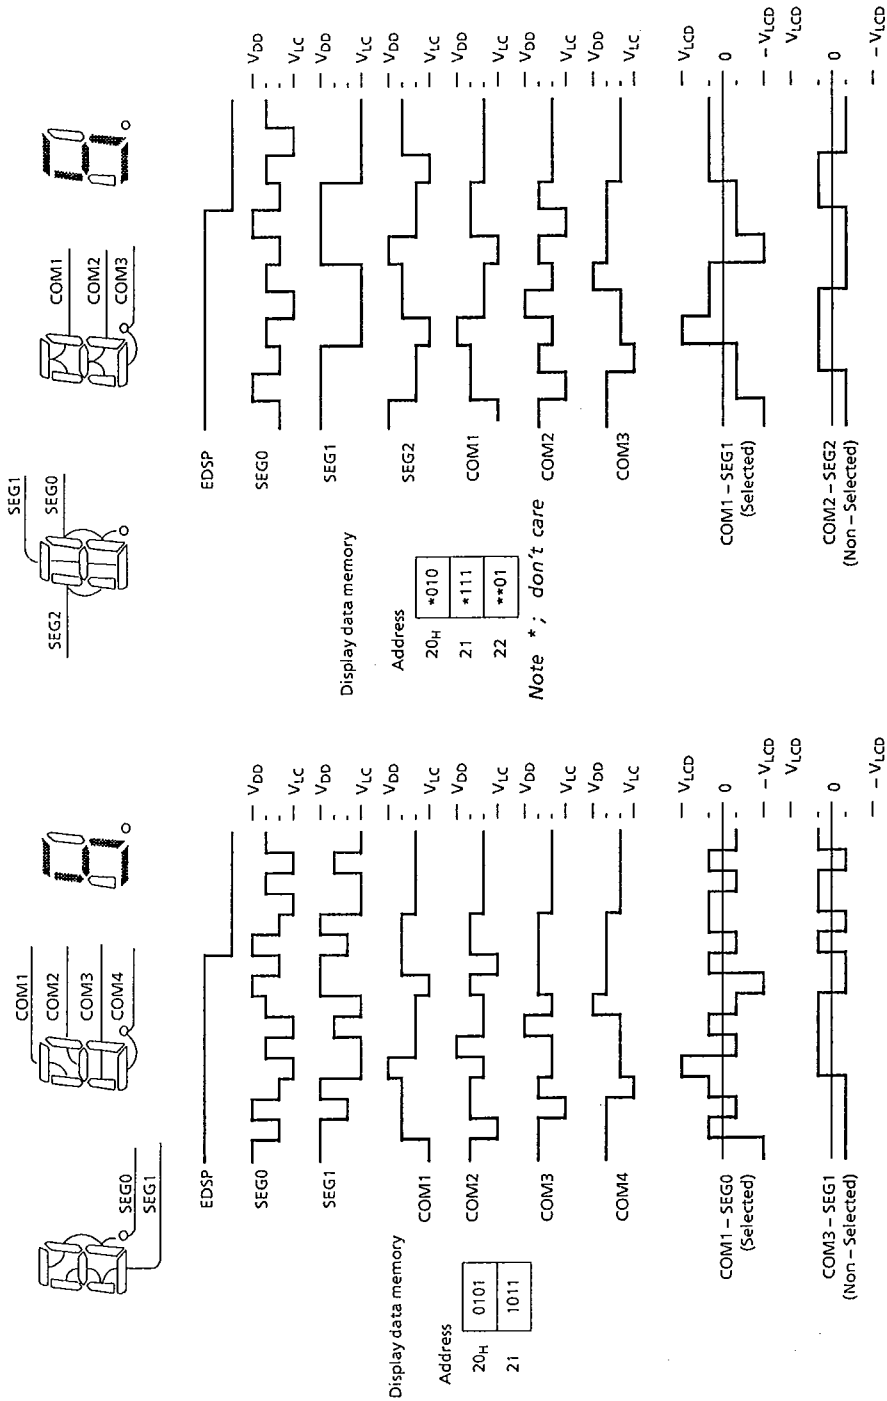 COM1
COM2
COM3
COM4
SEG0
SEG1
EDSP
SEG0
VDD
VLC
SEG1
VDD
VLC
COM1
VDD
VLC
COM2
VDD
VLC
COM3
VDD
VLC
COM4
VDD
VLC
COM1 – SEG0
(Selected)
VLCD
0
– VLCD
COM3 – SEG1
(Non – Selected)
VLCD
0
– VLCD
Display data memory
Address
20H 0101
21 1011
SEG1
SEG0
SEG2
COM1
COM2
COM3
EDSP
SEG0
VDD
VLC
SEG1
VDD
VLC
SEG2
VDD
VLC
COM1
VDD
VLC
COM2
VDD
VLC
COM3
VDD
VLC
COM1 – SEG1
(Selected)
VLCD
0
– VLCD
COM2 – SEG2
(Non – Selected)
VLCD
0
– VLCD
Display data memory
Address
20H *010
21 *111
22 **01
Note *; don't care